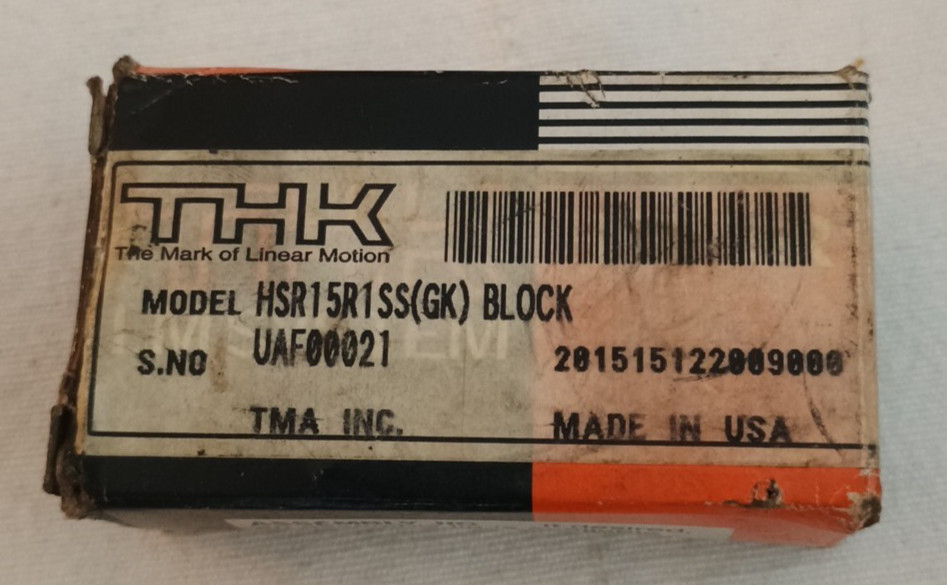 THK
The Mark of Linear Motion
MODEL HSR15R1SS(GK) BLOCK
S.NO UAF00021 201515122009000
TMA INC. MADE IN USA